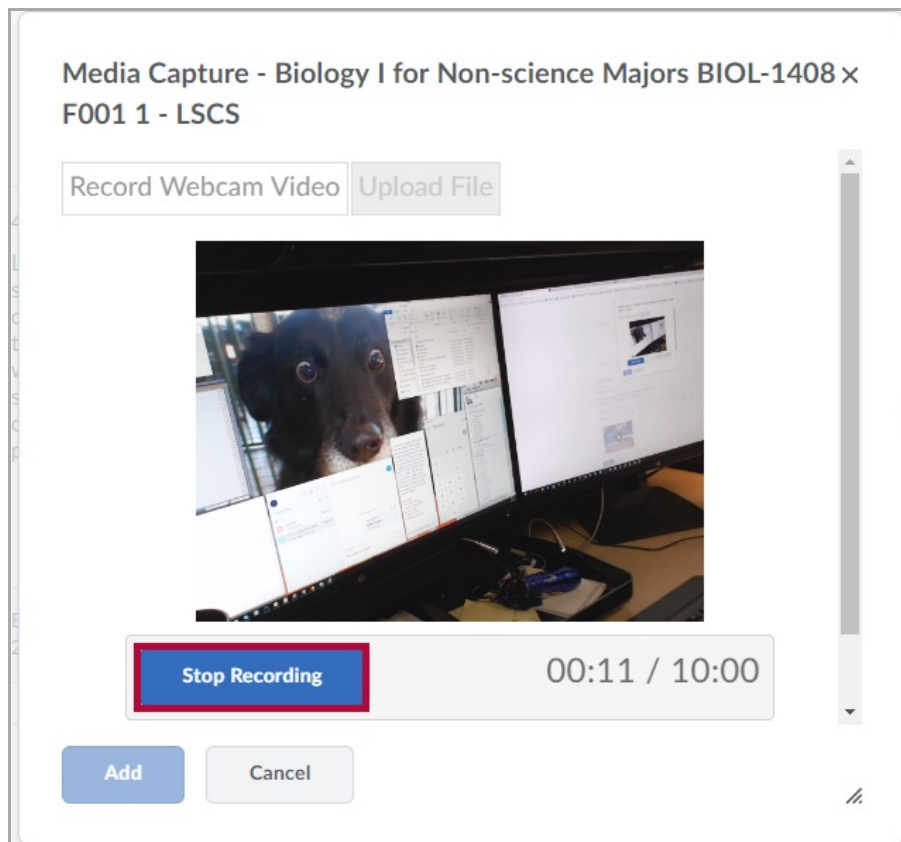 Media Capture - Biology I for Non-science Majors BIOL-1408
F001 1 - LSCS
Record Webcam Video
Upload File
Stop Recording
00:11 / 10:00
Add
Cancel